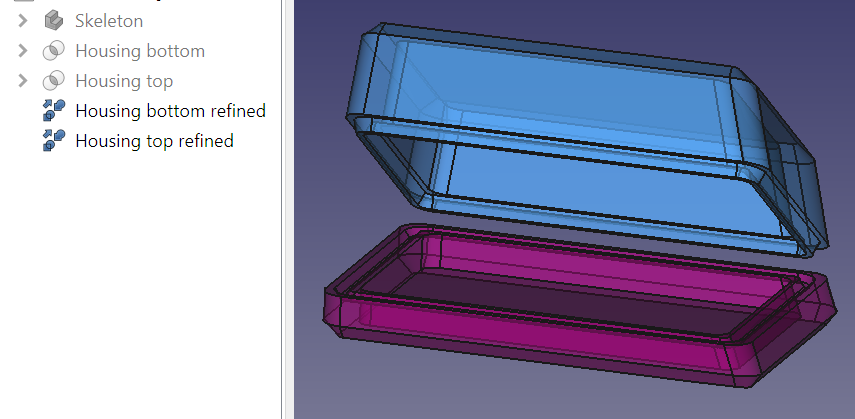 Skeleton
Housing bottom
Housing top
Housing bottom refined
Housing top refined